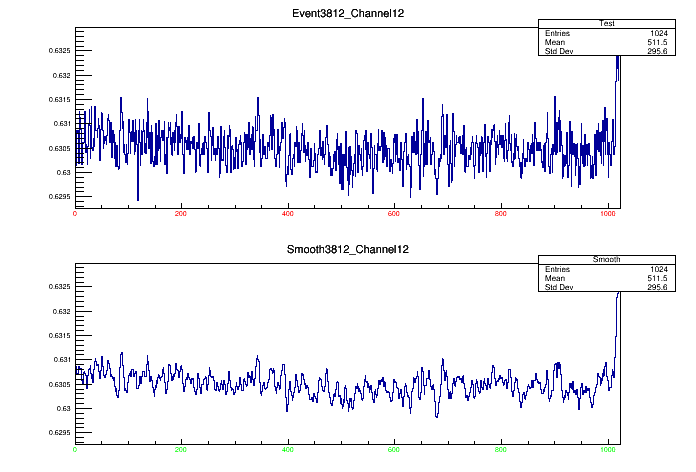 Event3812_Channel12
Test
Entries 1024
Mean 511.5
Std Dev 295.6
0.6325
0.632
0.6315
0.631
0.6305
0.63
0.6295
0 200 400 600 800 1000
Smooth3812_Channel12
Smooth
Entries 1024
Mean 511.5
Std Dev 295.6
0.6325
0.632
0.6315
0.631
0.6305
0.63
0.6295
0 200 400 600 800 1000